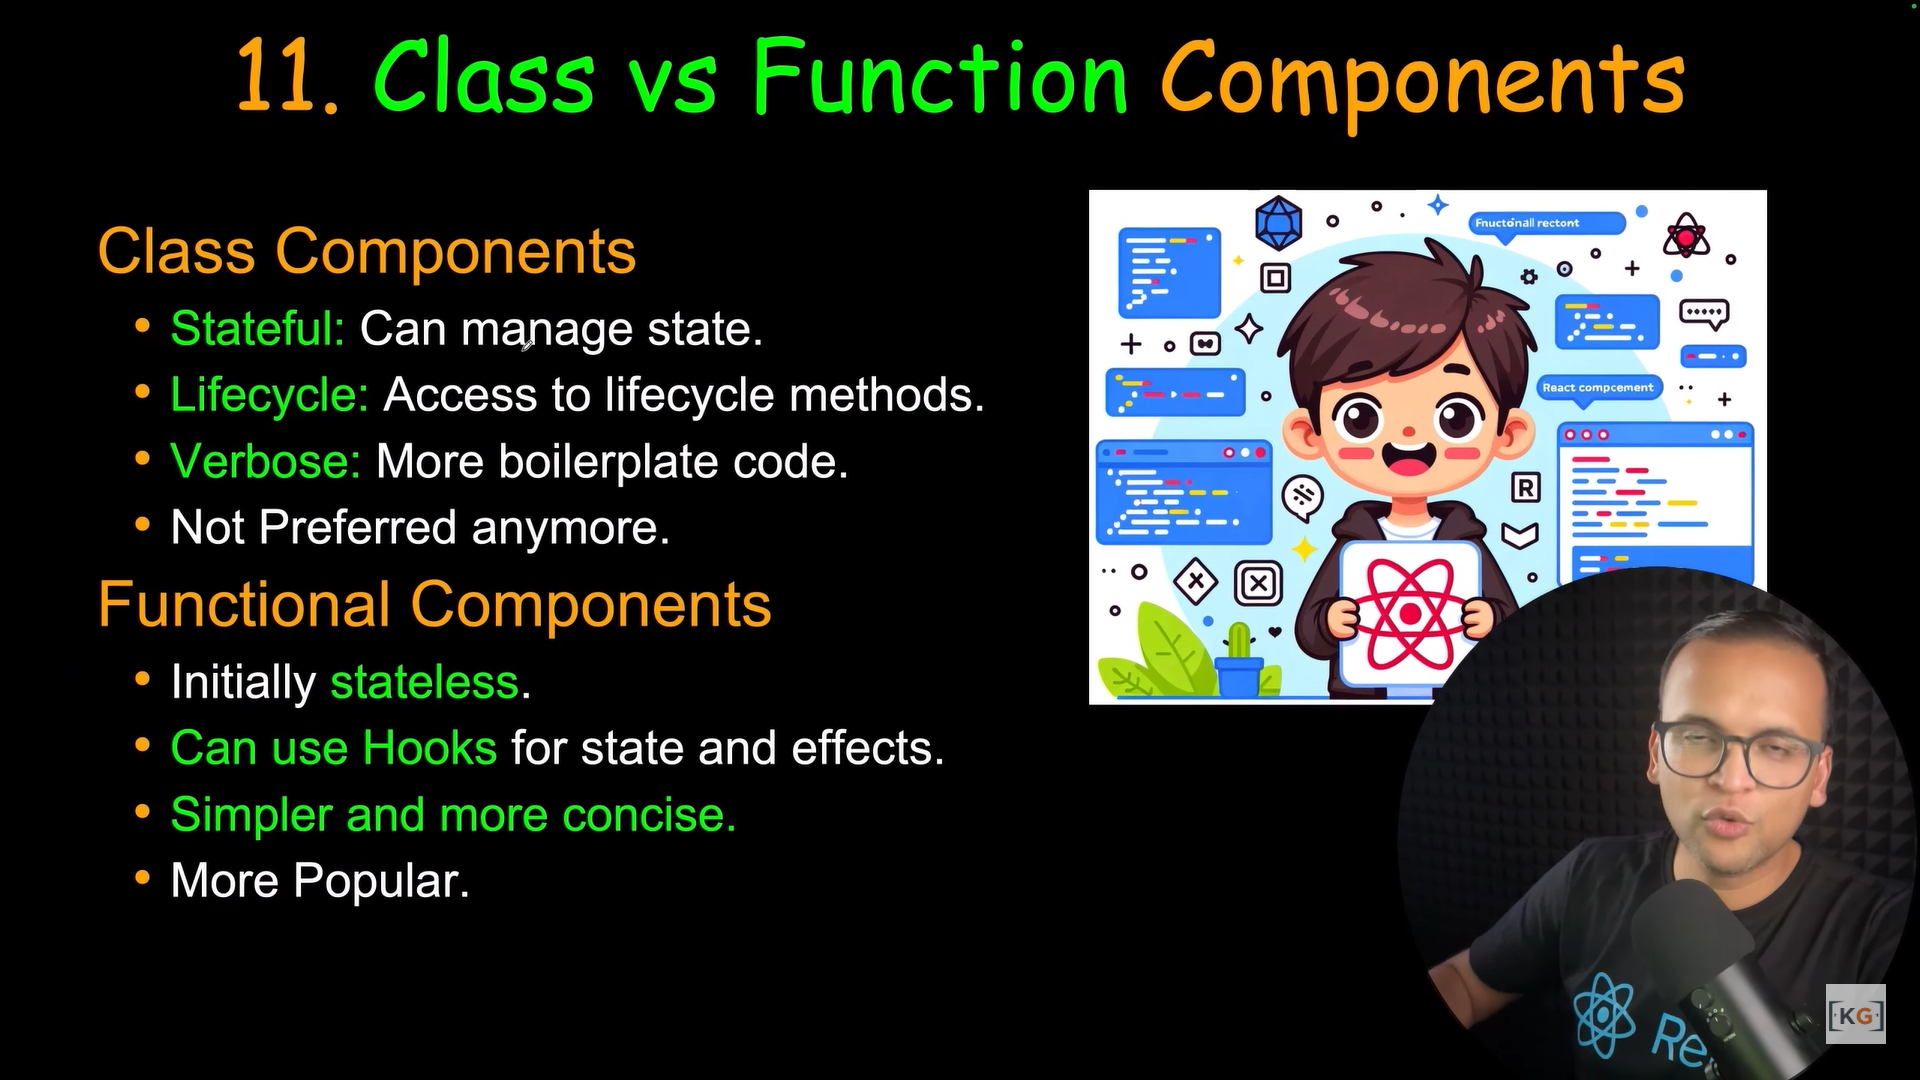 11. Class vs Function Components
Class Components
• Stateful: Can manage state.
• Lifecycle: Access to lifecycle methods.
• Verbose: More boilerplate code.
• Not Preferred anymore.
Functional Components
• Initially stateless.
• Can use Hooks for state and effects.
• Simpler and more concise.
• More Popular.
Fnuctonall rectont
React compcement
R
Re
[KG]